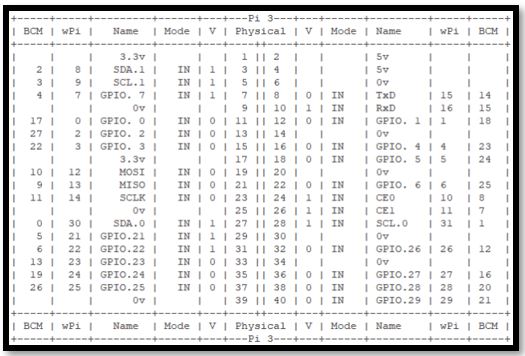 +-----+-----+---------+------+---+---Pi 3---+---+------+---------+-----+-----+
| BCM | wPi |   Name  | Mode | V | Physical | V | Mode | Name    | wPi | BCM |
+-----+-----+---------+------+---+----++----+---+------+---------+-----+-----+
|     |     |    3.3v |      |   |  1 || 2  |   |      | 5v      |     |     |
|   2 |   8 |   SDA.1 |   IN | 1 |  3 || 4  |   |      | 5v      |     |     |
|   3 |   9 |   SCL.1 |   IN | 1 |  5 || 6  |   |      | 0v      |     |     |
|   4 |   7 | GPIO. 7 |   IN | 1 |  7 || 8  | 0 | IN   | TxD     | 15  | 14  |
|     |     |      0v |      |   |  9 || 10 | 1 | IN   | RxD     | 16  | 15  |
|  17 |   0 | GPIO. 0 |   IN | 0 | 11 || 12 | 0 | IN   | GPIO. 1 | 1   | 18  |
|  27 |   2 | GPIO. 2 |   IN | 0 | 13 || 14 |   |      | 0v      |     |     |
|  22 |   3 | GPIO. 3 |   IN | 0 | 15 || 16 | 0 | IN   | GPIO. 4 | 4   | 23  |
|     |     |    3.3v |      |   | 17 || 18 | 0 | IN   | GPIO. 5 | 5   | 24  |
|  10 |  12 |    MOSI |   IN | 0 | 19 || 20 |   |      | 0v      |     |     |
|   9 |  13 |    MISO |   IN | 0 | 21 || 22 | 0 | IN   | GPIO. 6 | 6   | 25  |
|  11 |  14 |    SCLK |   IN | 0 | 23 || 24 | 1 | IN   | CE0     | 10  | 8   |
|     |     |      0v |      |   | 25 || 26 | 1 | IN   | CE1     | 11  | 7   |
|   0 |  30 |   SDA.0 |   IN | 1 | 27 || 28 | 1 | IN   | SCL.0   | 31  | 1   |
|   5 |  21 | GPIO.21 |   IN | 1 | 29 || 30 |   |      | 0v      |     |     |
|   6 |  22 | GPIO.22 |   IN | 1 | 31 || 32 | 0 | IN   | GPIO.26 | 26  | 12  |
|  13 |  23 | GPIO.23 |   IN | 0 | 33 || 34 |   |      | 0v      |     |     |
|  19 |  24 | GPIO.24 |   IN | 0 | 35 || 36 | 0 | IN   | GPIO.27 | 27  | 16  |
|  26 |  25 | GPIO.25 |   IN | 0 | 37 || 38 | 0 | IN   | GPIO.28 | 28  | 20  |
|     |     |      0v |      |   | 39 || 40 | 0 | IN   | GPIO.29 | 29  | 21  |
+-----+-----+---------+------+---+----++----+---+------+---------+-----+-----+
| BCM | wPi |   Name  | Mode | V | Physical | V | Mode | Name    | wPi | BCM |
+-----+-----+---------+------+---+---Pi 3---+---+------+---------+-----+-----+